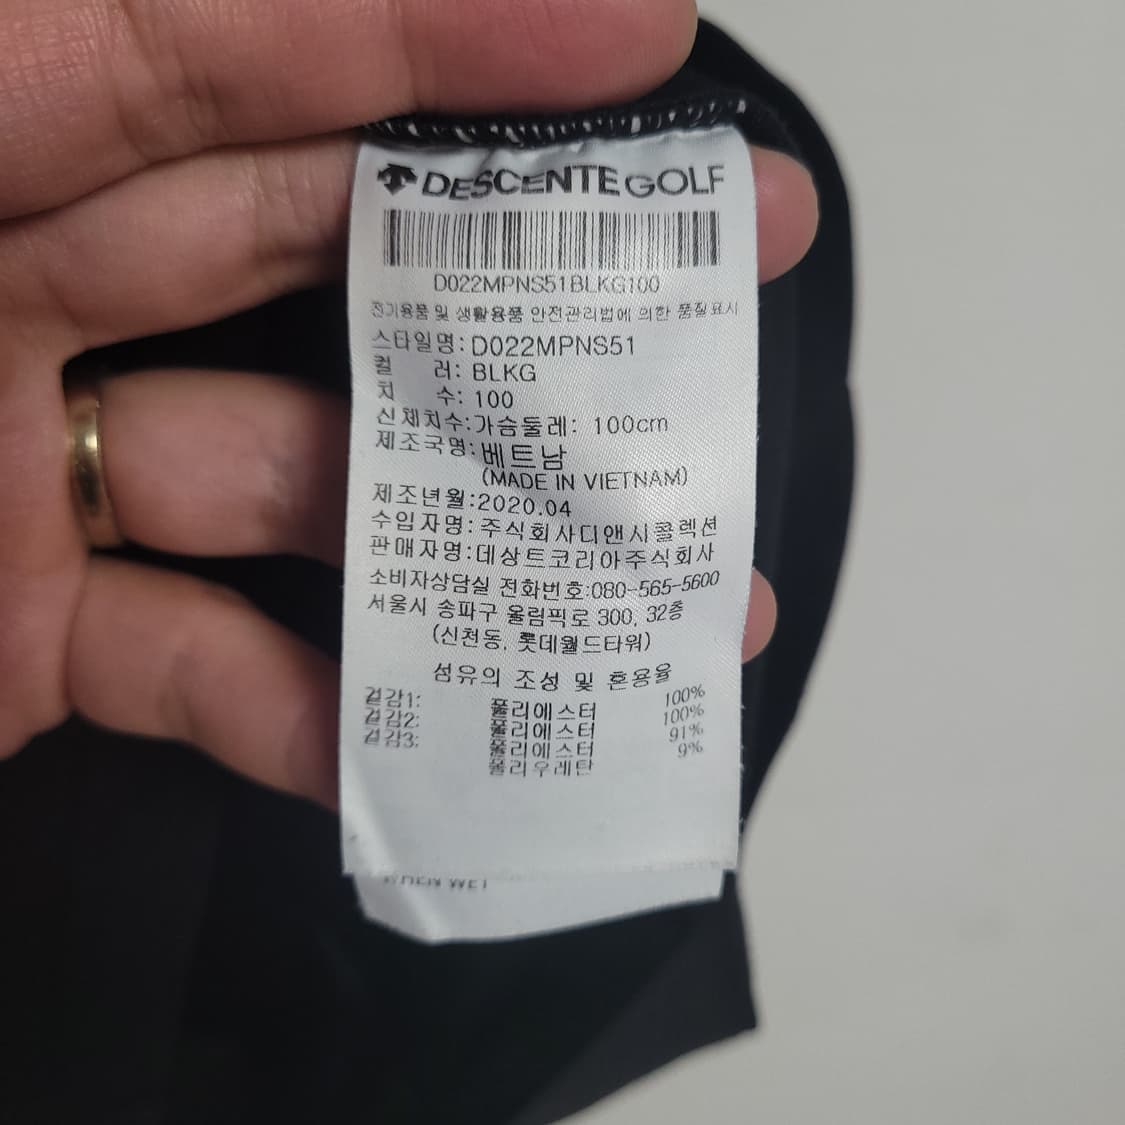 DESCENTE GOLF
D022MPNS51BLKG100
전기용품 및 생활용품 안전관리법에 의한 품질표시
스타일명: D022MPNS51
컬 러: BLKG
치 수: 100
신체치수:가슴둘레: 100cm
제조국명:베트남
(MADE IN VIETNAM)
제조년월:2020.04
수입자명:주식회사디앤시콜렉션
판매자명:데상트코리아주식회사
소비자상담실 전화번호:080-565-5600
서울시 송파구 올림픽로 300, 32층
(신천동, 롯데월드타워)
섬유의 조성 및 혼용율
겉감1: 폴리에스터 100%
겉감2: 폴리에스터 100%
겉감3: 폴리에스터 91%
폴리우레탄 9%
WHEN WET